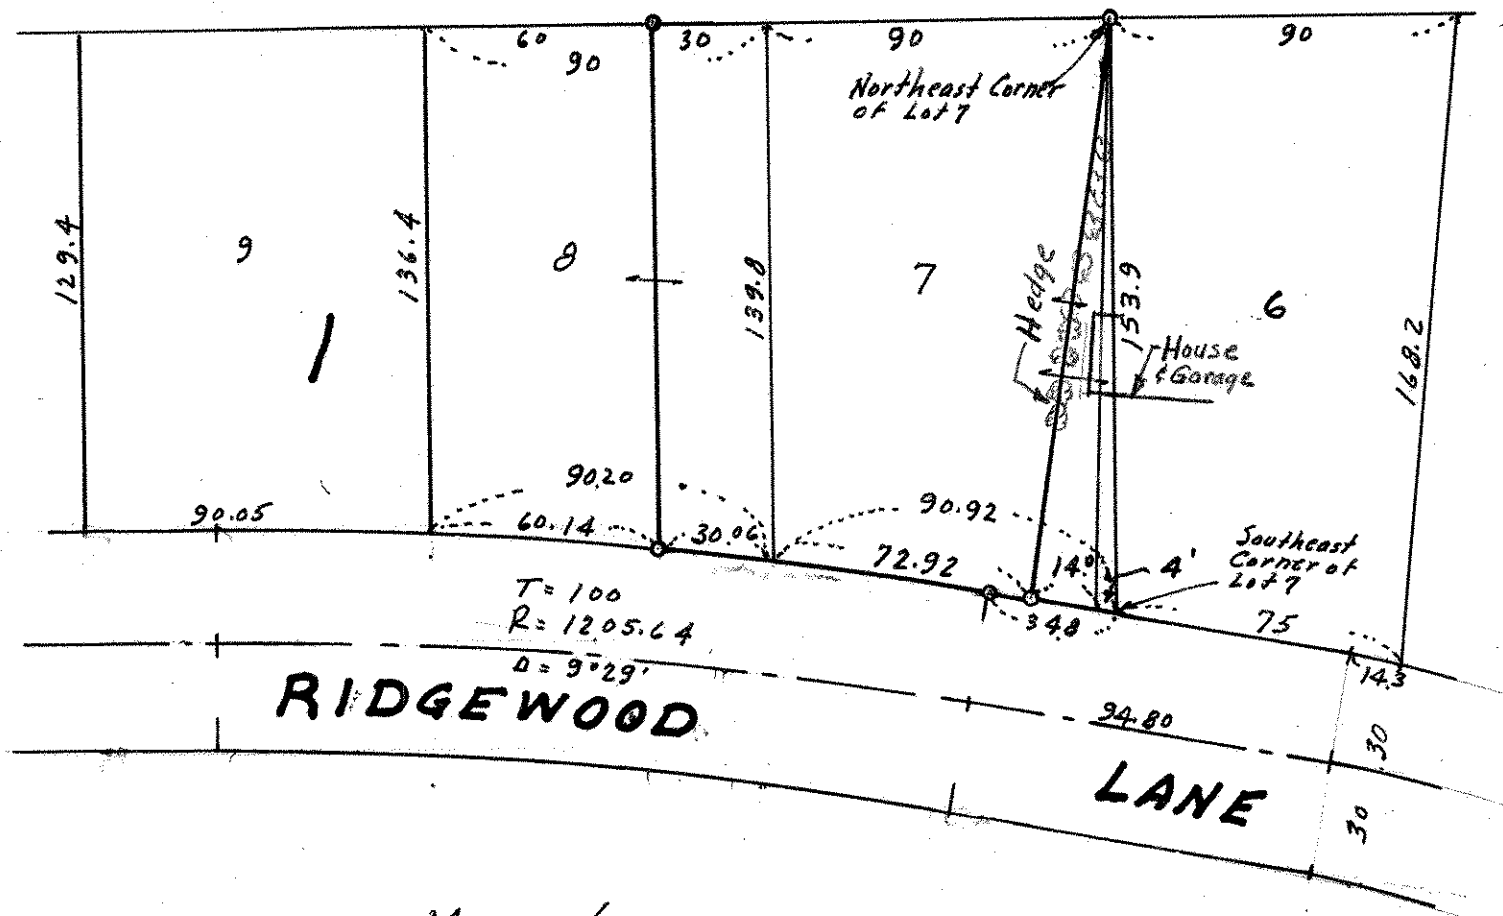 60
90
30
90
90
Northeast Corner
of Lot 7
129.4
9
136.4
8
139.8
7
Hedge
153.9
6
168.2
1
House
& Garage
90.05
90.20
60.14
30.06
90.92
72.92
14.0
4'
Southeast
Corner of
Lot 7
34.8
75
14.3
T = 100
R = 1205.64
Δ = 9°29'
RIDGEWOOD
LANE
94.80
30
30